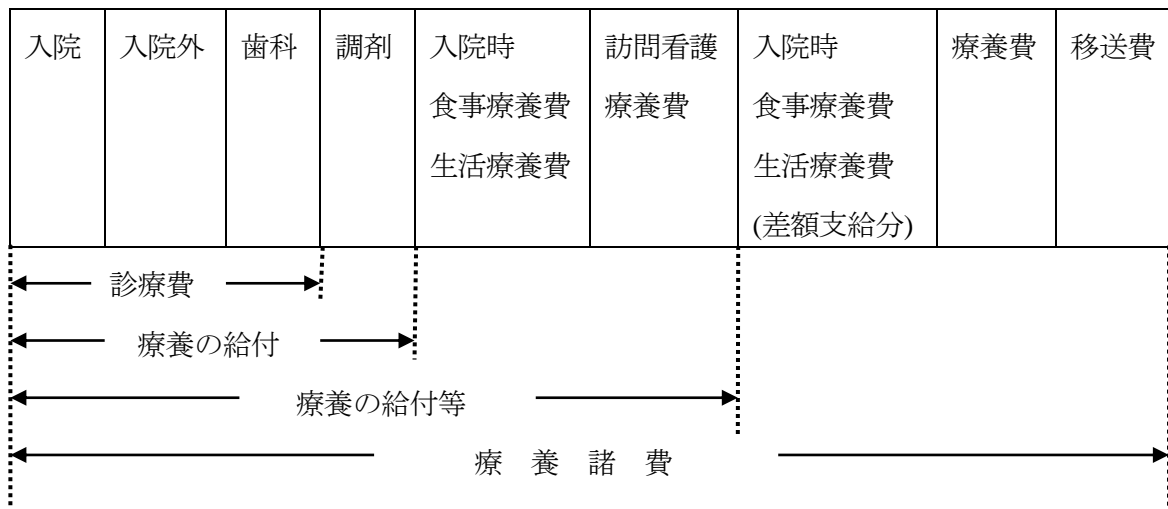 入院
入院外
歯科
調剤
入院時
食事療養費
生活療養費
訪問看護
療養費
入院時
食事療養費
生活療養費
(差額支給分)
療養費
移送費
診療費
療養の給付
療養の給付等
療 養 諸 費